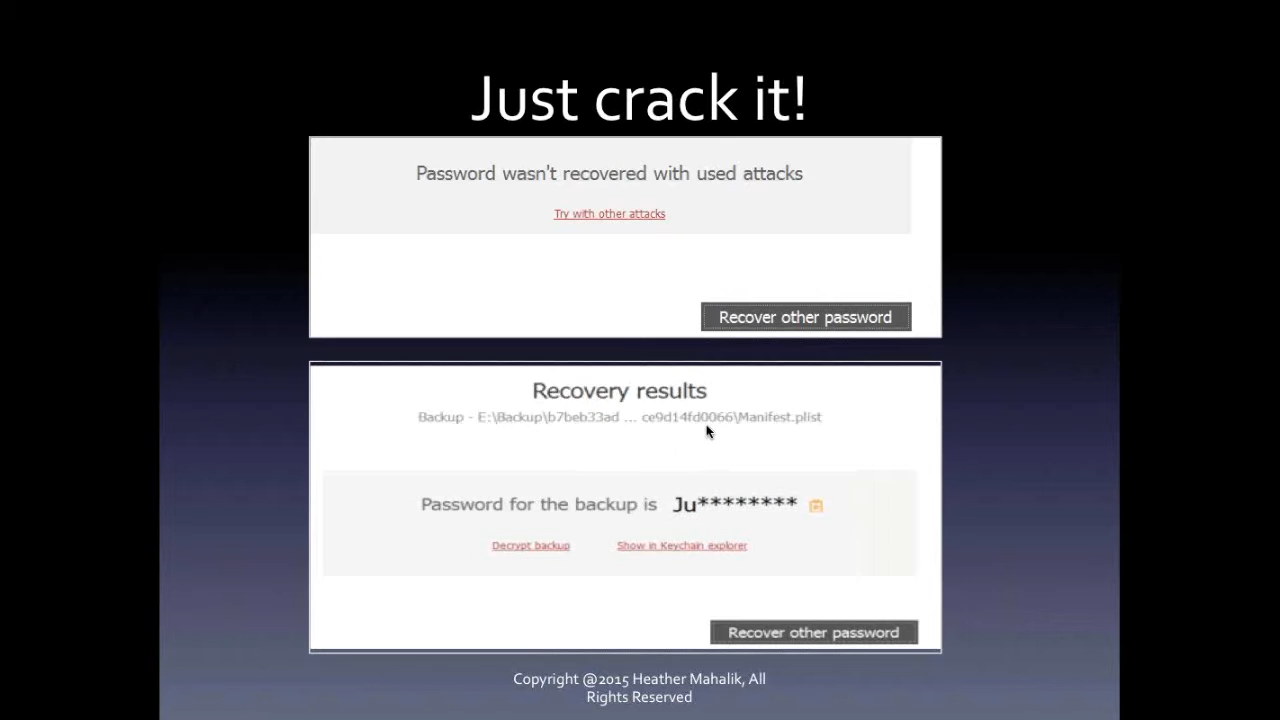 Just crack it!
Password wasn't recovered with used attacks
Try with other attacks
Recover other password
Recovery results
Backup - E:\Backup\b7beb33ad ... ce9d14fd0066\Manifest.plist
Password for the backup is Ju********
Decrypt backup Show in Keychain explorer
Recover other password
Copyright @2015 Heather Mahalik, All
Rights Reserved